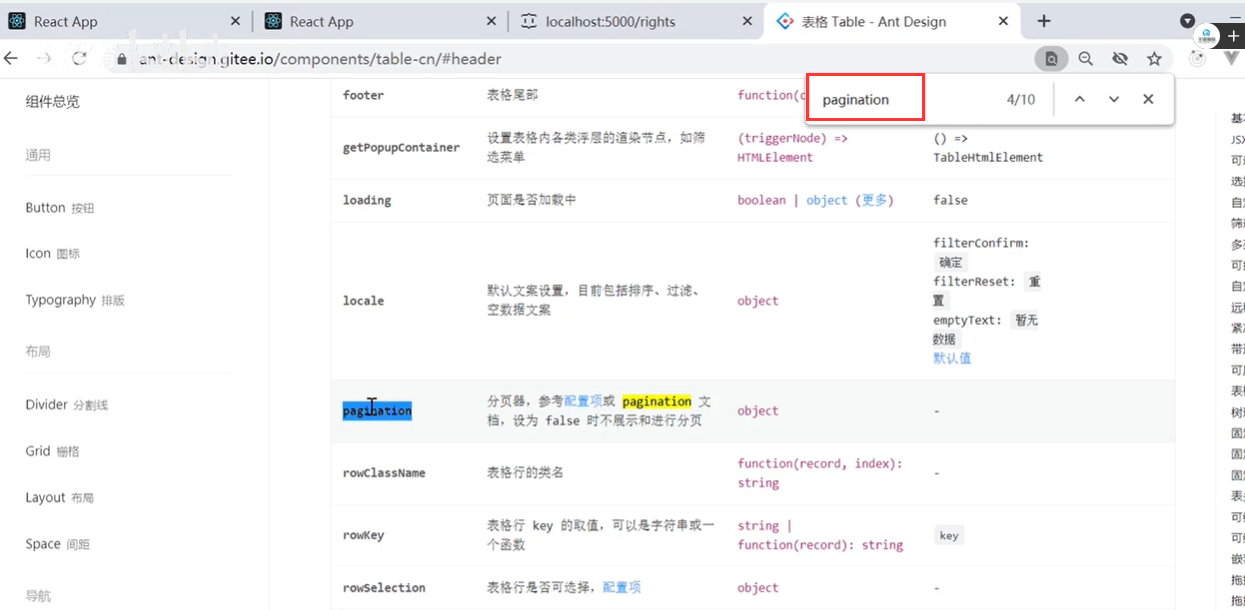 React App
React App
localhost:5000/rights
表格 Table - Ant Design
ant-design.gitee.io/components/table-cn/#header
pagination
4/10
组件总览
通用
Button 按钮
Icon 图标
Typography 排版
布局
Divider 分割线
Grid 栅格
Layout 布局
Space 间距
导航
footer 表格尾部 function(c
getPopupContainer 设置表格内各类浮层的渲染节点，如筛 (triggerNode) => () =>
选菜单 HTMLElement TableHtmlElement
loading 页面是否加载中 boolean | object (更多) false
filterConfirm:
确定
filterReset: 重
置
locale 默认文案设置，目前包括排序、过滤、 object
空数据文案
emptyText: 暂无
数据
默认值
pagination 分页器，参考配置项或 pagination 文 object -
档，设为 false 时不展示和进行分页
rowClassName 表格行的类名 function(record, index): -
string
rowKey 表格行 key 的取值，可以是字符串或一 string | key
个函数 function(record): string
rowSelection 表格行是否可选择，配置项 object -
JSX